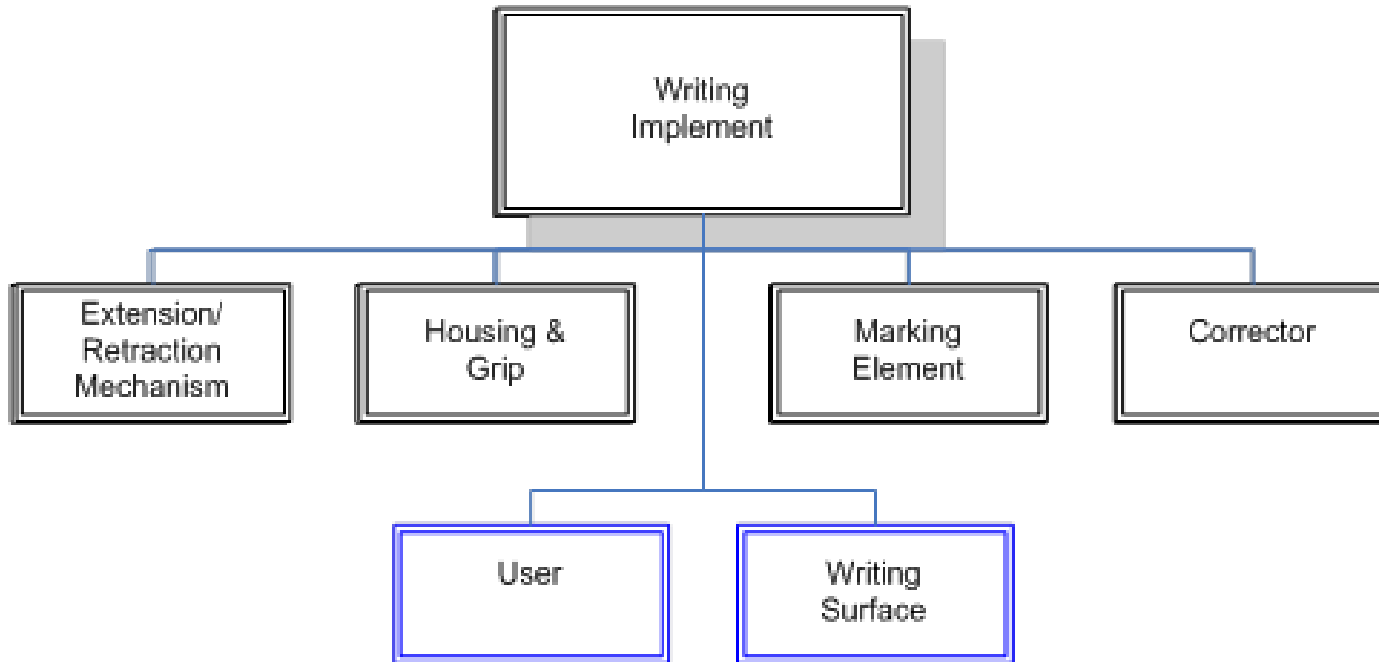 Writing
Implement
Extension/
Retraction
Mechanism
Housing &
Grip
Marking
Element
Corrector
User
Writing
Surface